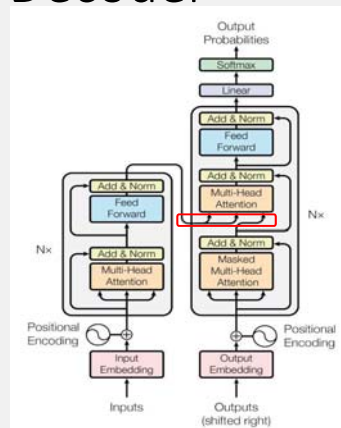 Decoder
Output
Probabilities
Softmax
Linear
Add & Norm
Feed
Forward
Add & Norm
Multi-Head
Attention
N×
Add & Norm
Masked
Multi-Head
Attention
Add & Norm
Feed
Forward
N×
Add & Norm
Multi-Head
Attention
Positional
Encoding
Positional
Encoding
Input
Embedding
Output
Embedding
Inputs
Outputs
(shifted right)